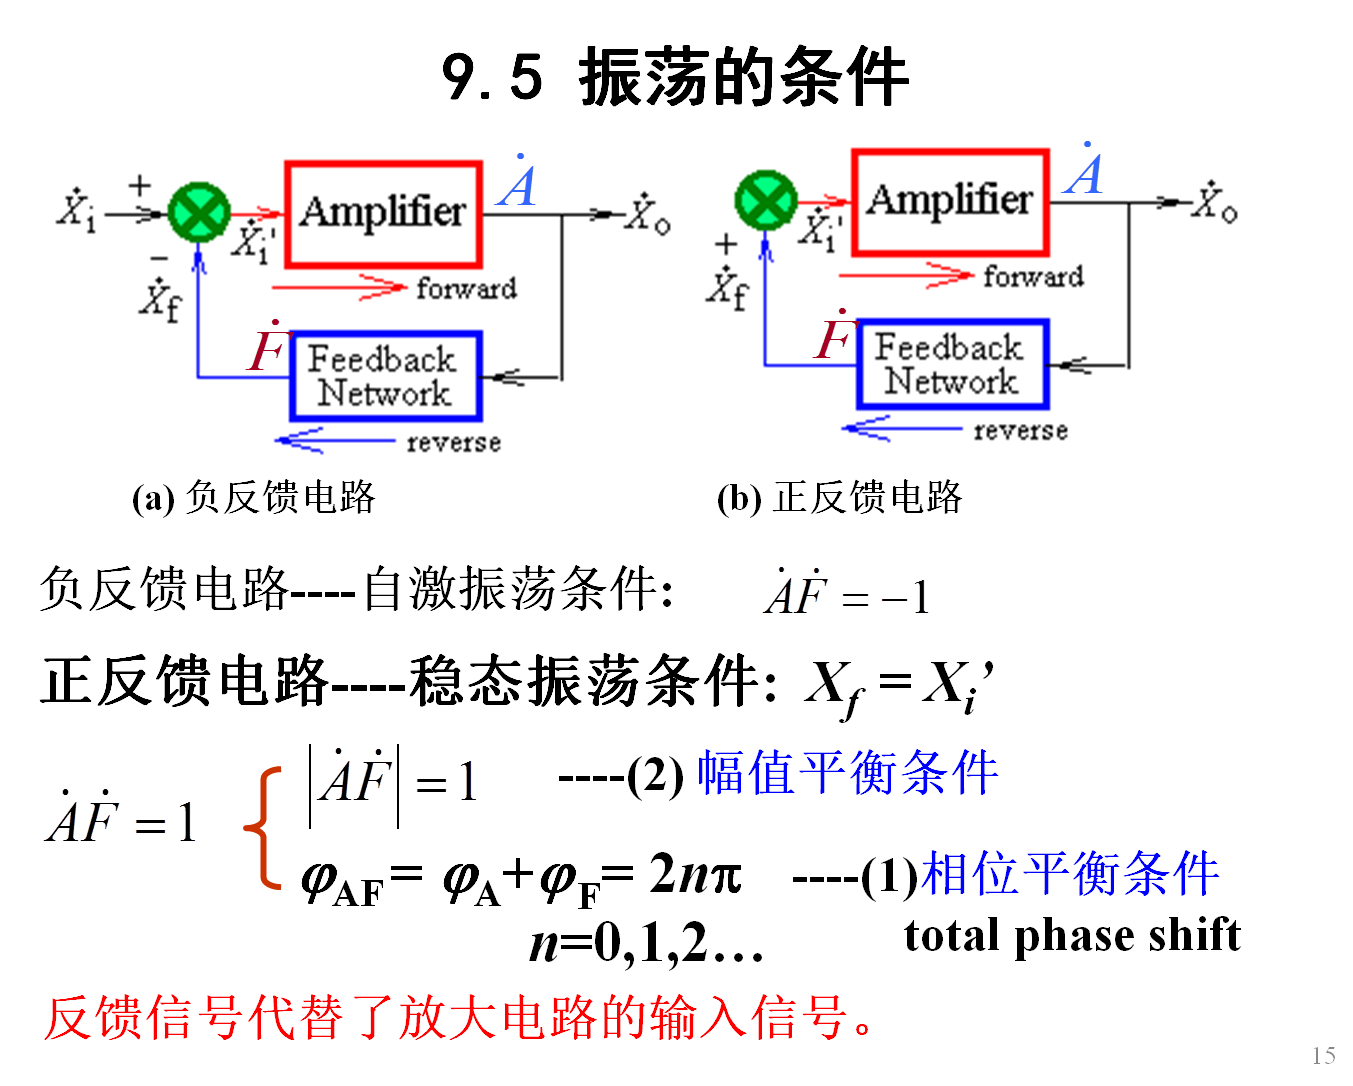 9.5 振荡的条件
Ẋi + Ẋi' Amplifier Ȧ Ẋo
− Ẋf forward
Ḟ Feedback Network
reverse
(a) 负反馈电路
Ẋi' Amplifier Ȧ Ẋo
+ Ẋf forward
Ḟ Feedback Network
reverse
(b) 正反馈电路
负反馈电路----自激振荡条件: ȦḞ = −1
正反馈电路----稳态振荡条件: Xf = Xi’
ȦḞ = 1
|ȦḞ| = 1 ----(2) 幅值平衡条件
φAF = φA+φF= 2nπ ----(1)相位平衡条件
n=0,1,2… total phase shift
反馈信号代替了放大电路的输入信号。
15